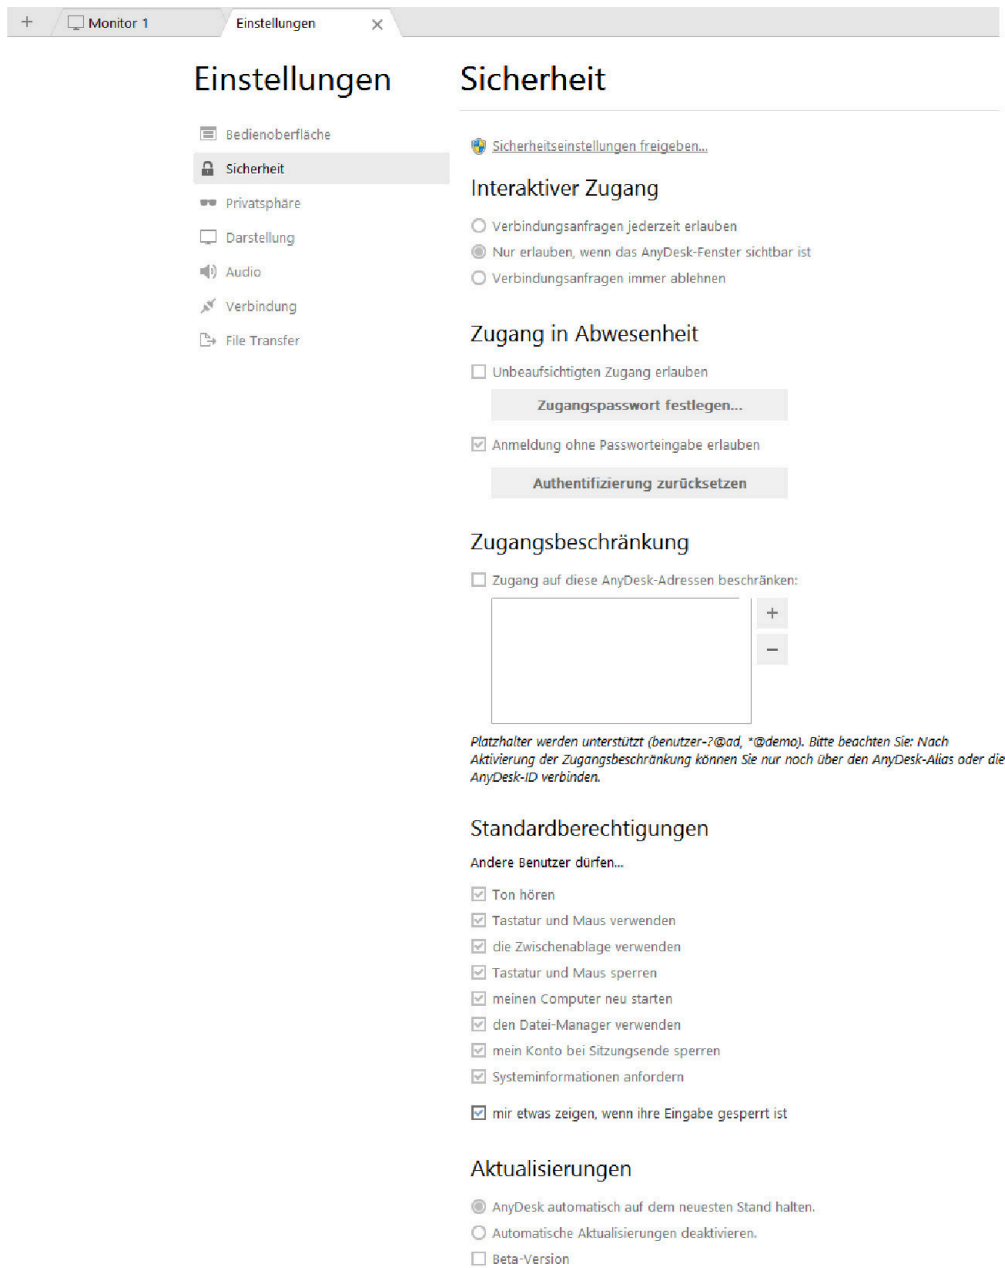 Monitor 1
Einstellungen
Einstellungen
Bedienoberfläche
Sicherheit
Privatsphäre
Darstellung
Audio
Verbindung
File Transfer
Sicherheit
Sicherheitseinstellungen freigeben...
Interaktiver Zugang
Verbindungsanfragen jederzeit erlauben
Nur erlauben, wenn das AnyDesk-Fenster sichtbar ist
Verbindungsanfragen immer ablehnen
Zugang in Abwesenheit
Unbeaufsichtigten Zugang erlauben
Zugangspasswort festlegen...
Anmeldung ohne Passworteingabe erlauben
Authentifizierung zurücksetzen
Zugangsbeschränkung
Zugang auf diese AnyDesk-Adressen beschränken:
Platzhalter werden unterstützt (benutzer-?@ad, *@demo). Bitte beachten Sie: Nach
Aktivierung der Zugangsbeschränkung können Sie nur noch über den AnyDesk-Alias oder die
AnyDesk-ID verbinden.
Standardberechtigungen
Andere Benutzer dürfen...
Ton hören
Tastatur und Maus verwenden
die Zwischenablage verwenden
Tastatur und Maus sperren
meinen Computer neu starten
den Datei-Manager verwenden
mein Konto bei Sitzungsende sperren
Systeminformationen anfordern
mir etwas zeigen, wenn ihre Eingabe gesperrt ist
Aktualisierungen
AnyDesk automatisch auf dem neuesten Stand halten.
Automatische Aktualisierungen deaktivieren.
Beta-Version